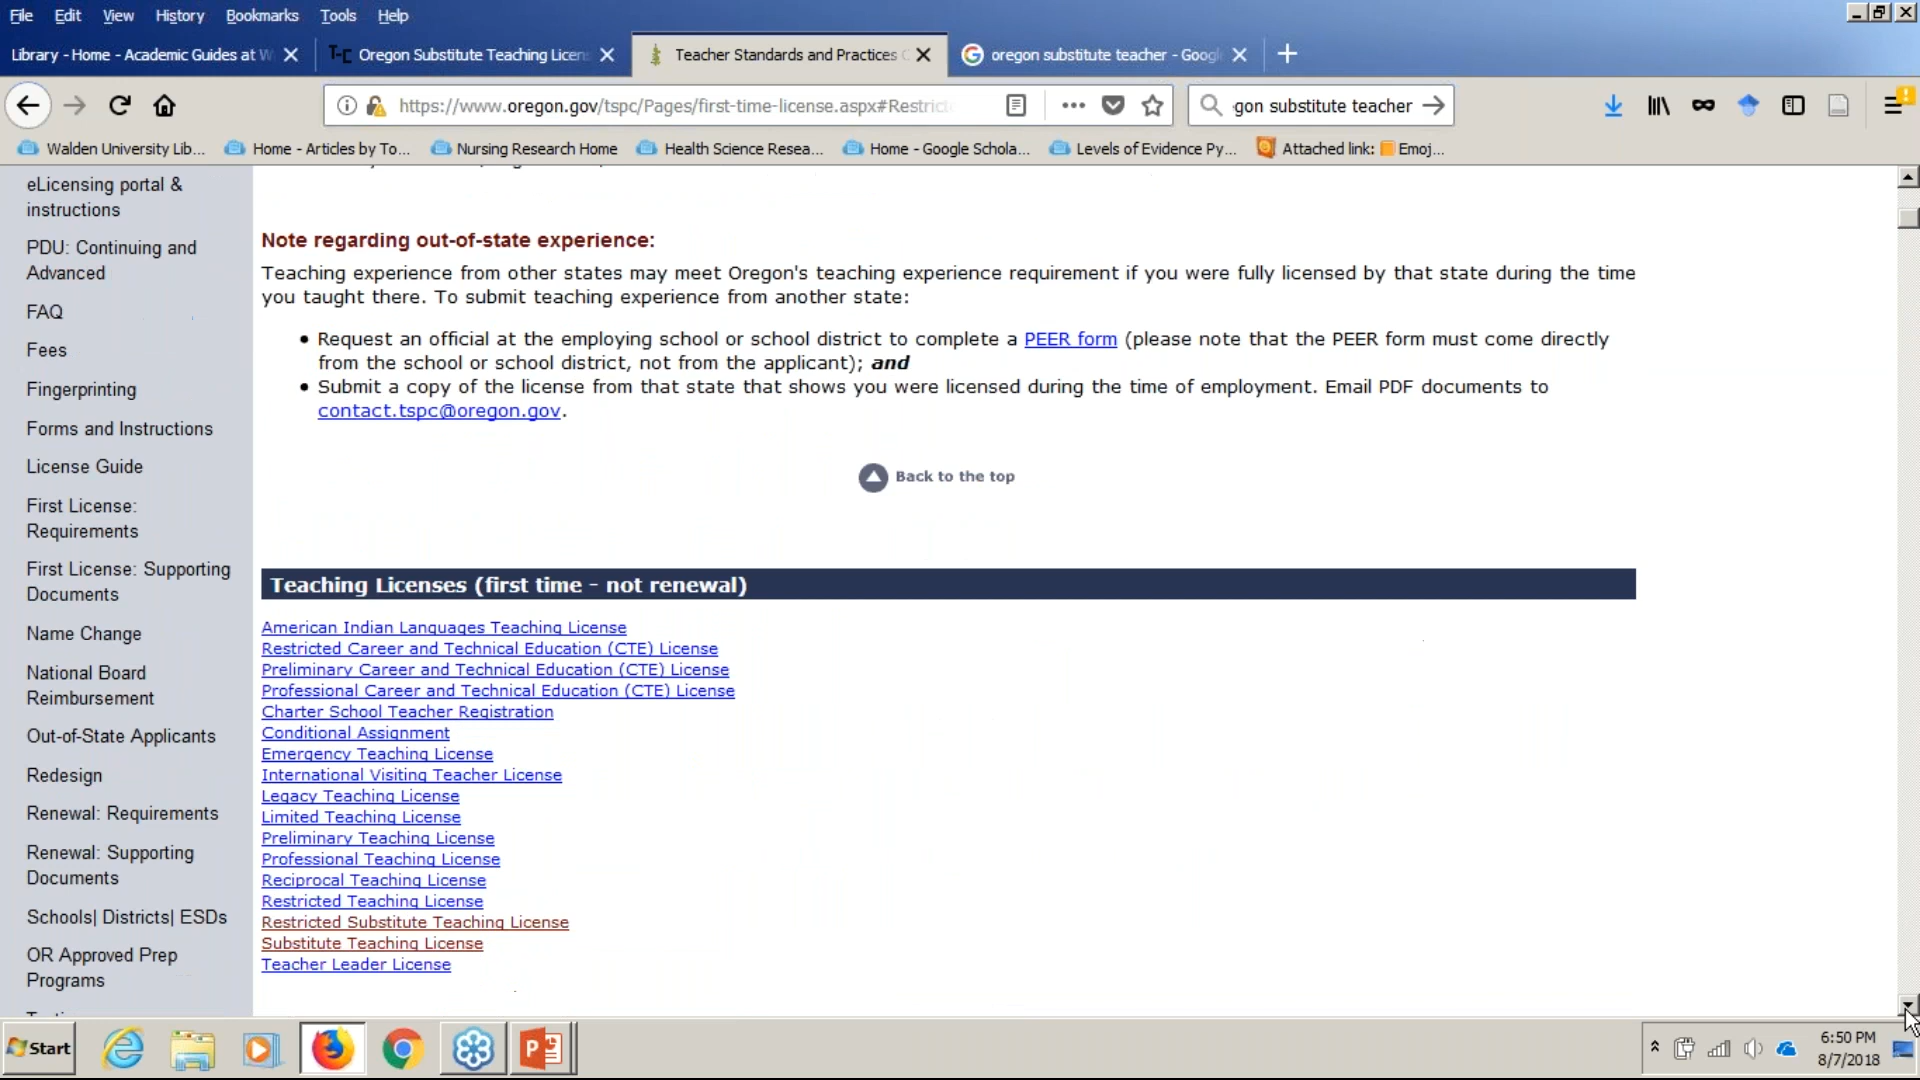 File Edit View History Bookmarks Tools Help
Library - Home - Academic Guides at W
T-C Oregon Substitute Teaching Licen
Teacher Standards and Practices C
oregon substitute teacher - Googl
https://www.oregon.gov/tspc/Pages/first-time-license.aspx#Restricte
gon substitute teacher
Walden University Lib...
Home - Articles by To...
Nursing Research Home
Health Science Resea...
Home - Google Schola...
Levels of Evidence Py...
Attached link:
Emoj...
eLicensing portal &
instructions
PDU: Continuing and
Advanced
FAQ
Fees
Fingerprinting
Forms and Instructions
License Guide
First License:
Requirements
First License: Supporting
Documents
Name Change
National Board
Reimbursement
Out-of-State Applicants
Redesign
Renewal: Requirements
Renewal: Supporting
Documents
Schools| Districts| ESDs
OR Approved Prep
Programs
Note regarding out-of-state experience:
Teaching experience from other states may meet Oregon's teaching experience requirement if you were fully licensed by that state during the time
you taught there. To submit teaching experience from another state:
• Request an official at the employing school or school district to complete a PEER form (please note that the PEER form must come directly
from the school or school district, not from the applicant); and
• Submit a copy of the license from that state that shows you were licensed during the time of employment. Email PDF documents to
contact.tspc@oregon.gov.
Back to the top
Teaching Licenses (first time - not renewal)
American Indian Languages Teaching License
Restricted Career and Technical Education (CTE) License
Preliminary Career and Technical Education (CTE) License
Professional Career and Technical Education (CTE) License
Charter School Teacher Registration
Conditional Assignment
Emergency Teaching License
International Visiting Teacher License
Legacy Teaching License
Limited Teaching License
Preliminary Teaching License
Professional Teaching License
Reciprocal Teaching License
Restricted Teaching License
Restricted Substitute Teaching License
Substitute Teaching License
Teacher Leader License
Start
6:50 PM
8/7/2018